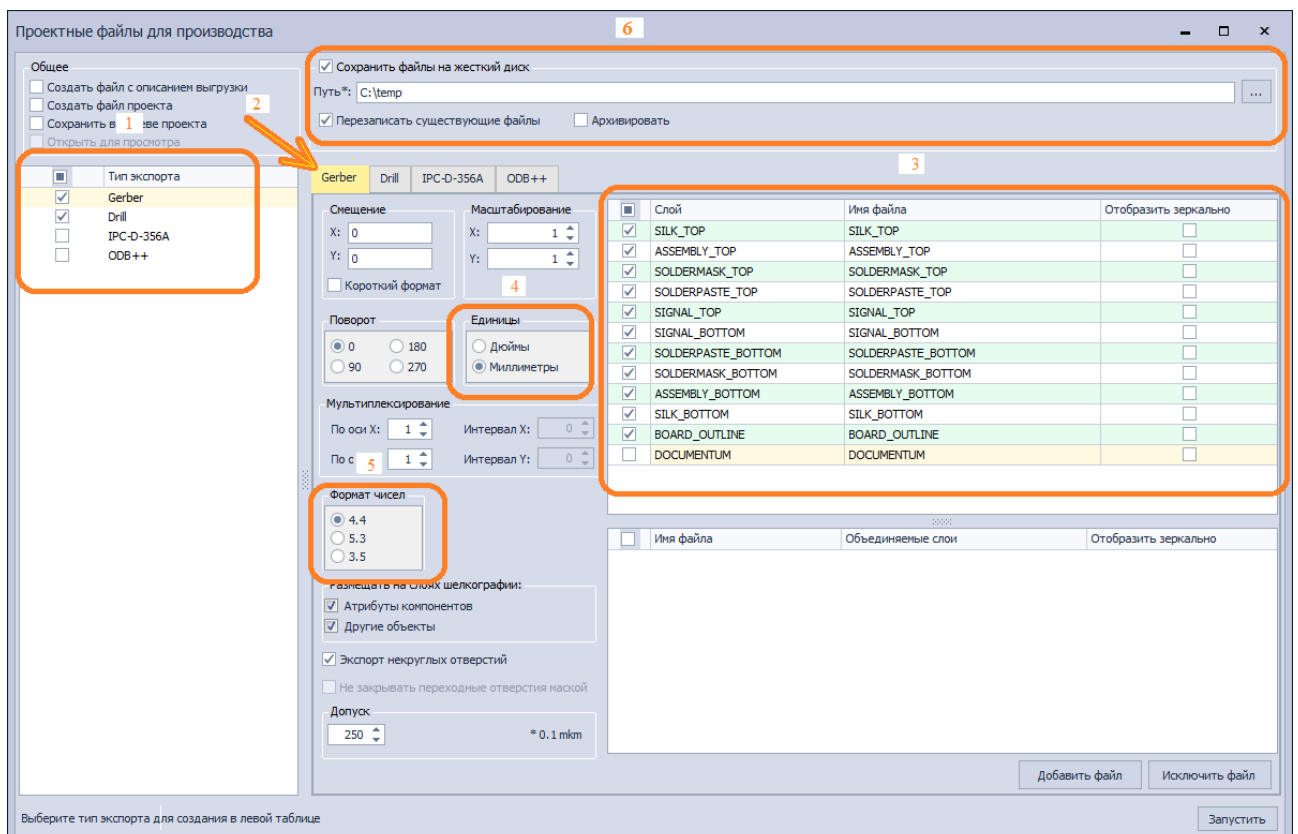 Проектные файлы для производства
6
Общее
Создать файл с описанием выгрузки
Создать файл проекта
2
Сохранить в
1
еве проекта
Открыть для просмотра
Сохранить файлы на жесткий диск
Путь*: C:\temp ...
Перезаписать существующие файлы Архивировать
3
Тип экспорта
Gerber
Drill
IPC-D-356A
ODB++
Gerber Drill IPC-D-356A ODB++
Смещение Масштабирование
X: 0 X: 1
Y: 0 Y: 1
Короткий формат
4
Поворот Единицы
0 180 Дюймы
90 270 Миллиметры
Мультиплексирование
По оси X: 1 Интервал X: 0
По о 5 1 Интервал Y: 0
Формат чисел
4.4
5.3
3.5
Размещать на слоях шелкографии:
Атрибуты компонентов
Другие объекты
Экспорт некруглых отверстий
Не закрывать переходные отверстия маской
Допуск
250 * 0.1 mkm
Слой Имя файла Отобразить зеркально
SILK_TOP SILK_TOP
ASSEMBLY_TOP ASSEMBLY_TOP
SOLDERMASK_TOP SOLDERMASK_TOP
SOLDERPASTE_TOP SOLDERPASTE_TOP
SIGNAL_TOP SIGNAL_TOP
SIGNAL_BOTTOM SIGNAL_BOTTOM
SOLDERPASTE_BOTTOM SOLDERPASTE_BOTTOM
SOLDERMASK_BOTTOM SOLDERMASK_BOTTOM
ASSEMBLY_BOTTOM ASSEMBLY_BOTTOM
SILK_BOTTOM SILK_BOTTOM
BOARD_OUTLINE BOARD_OUTLINE
DOCUMENTUM DOCUMENTUM
Имя файла Объединяемые слои Отобразить зеркально
Добавить файл Исключить файл
Выберите тип экспорта для создания в левой таблице Запустить